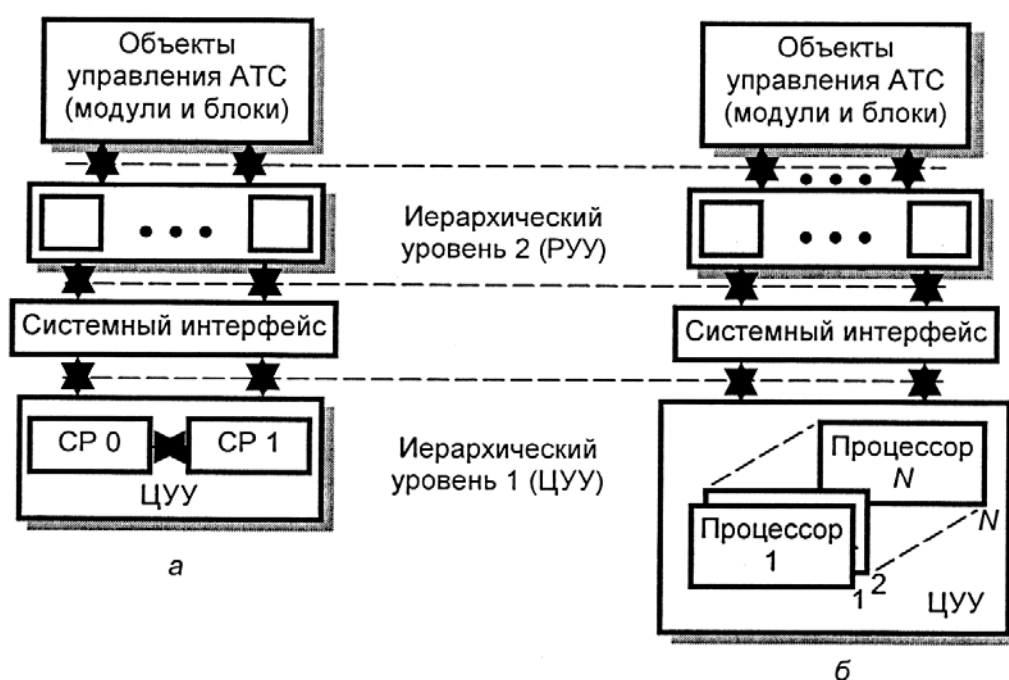 Объекты
управления АТС
(модули и блоки)
Объекты
управления АТС
(модули и блоки)
Иерархический
уровень 2 (РУУ)
Системный интерфейс
Системный интерфейс
СР 0
СР 1
ЦУУ
Иерархический
уровень 1 (ЦУУ)
Процессор
N
N
Процессор
1
1
2
ЦУУ
а
б